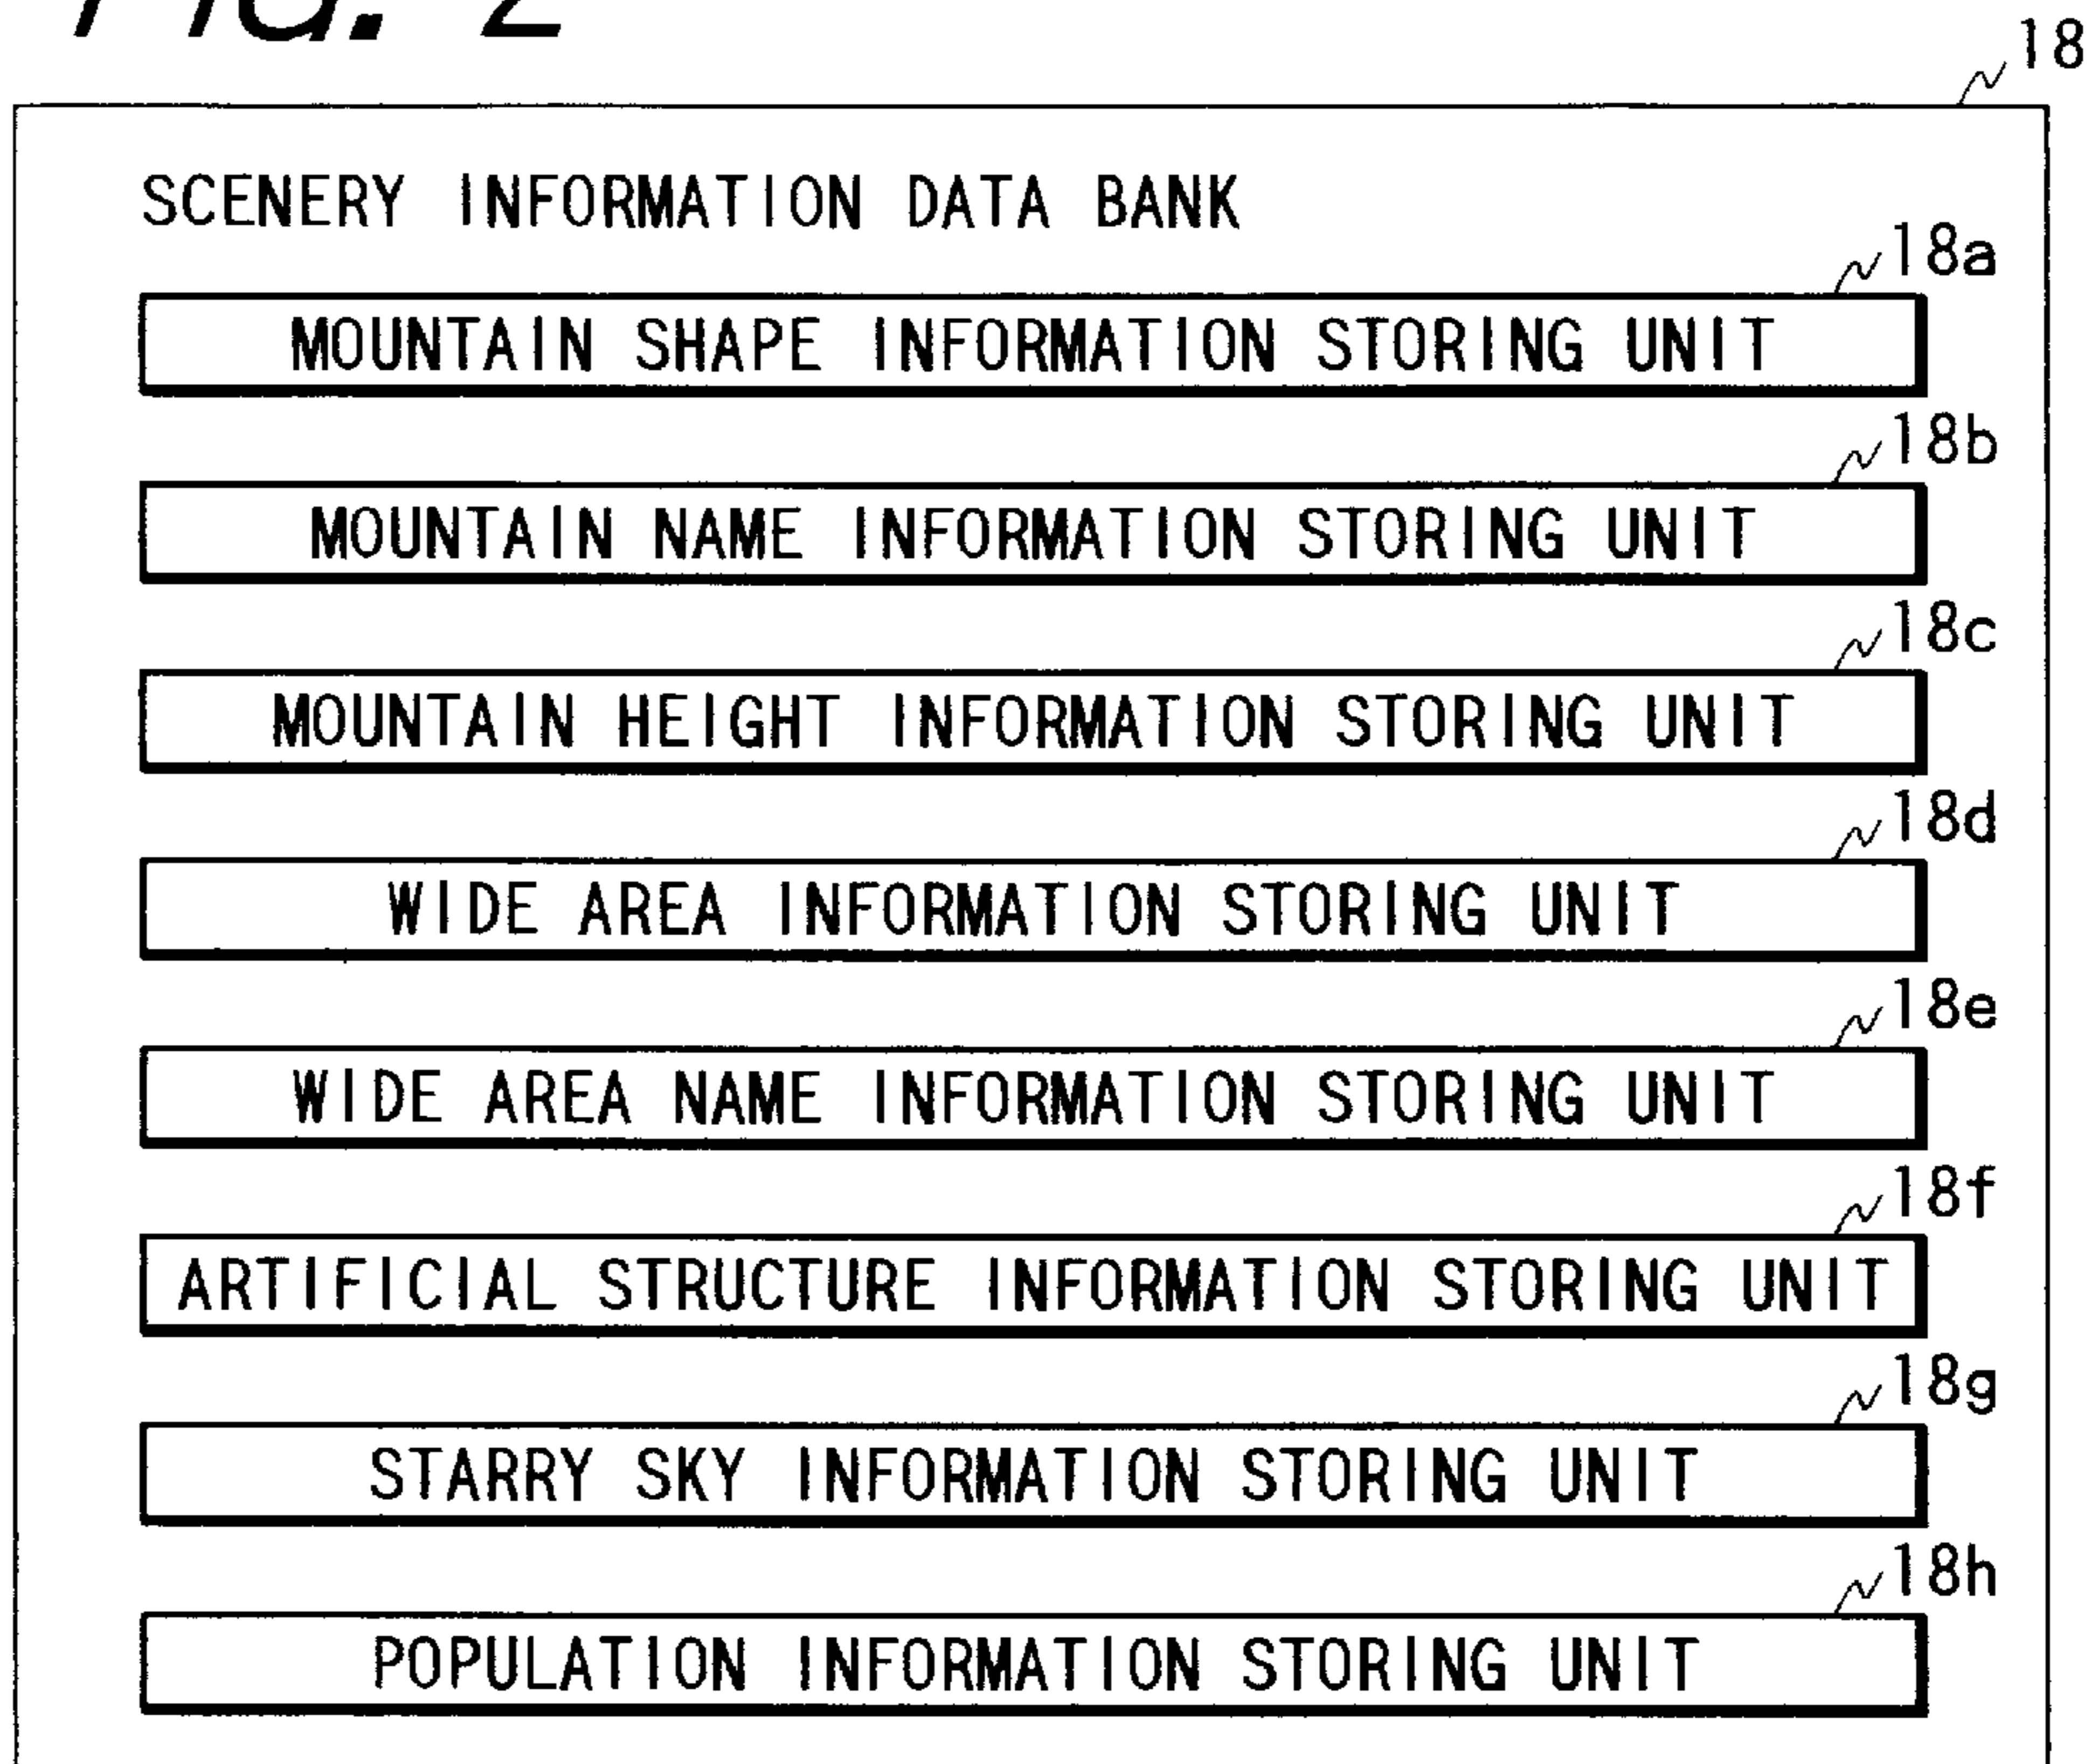 FIG. 2
18
SCENERY INFORMATION DATA BANK
18a
MOUNTAIN SHAPE INFORMATION STORING UNIT
18b
MOUNTAIN NAME INFORMATION STORING UNIT
18c
MOUNTAIN HEIGHT INFORMATION STORING UNIT
18d
WIDE AREA INFORMATION STORING UNIT
18e
WIDE AREA NAME INFORMATION STORING UNIT
18f
ARTIFICIAL STRUCTURE INFORMATION STORING UNIT
18g
STARRY SKY INFORMATION STORING UNIT
18h
POPULATION INFORMATION STORING UNIT